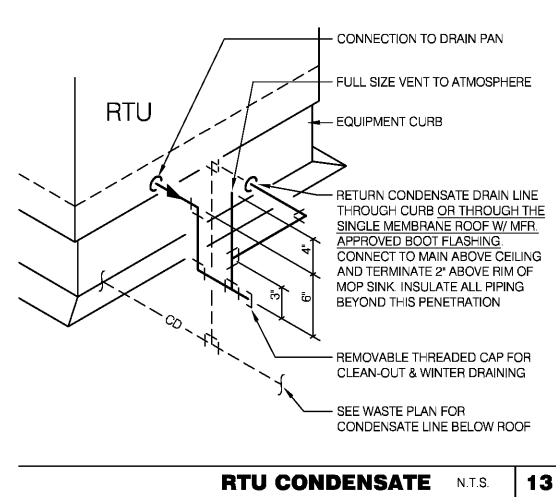 CONNECTION TO DRAIN PAN
FULL SIZE VENT TO ATMOSPHERE
RTU
EQUIPMENT CURB
RETURN CONDENSATE DRAIN LINE
THROUGH CURB OR THROUGH THE
SINGLE MEMBRANE ROOF W/ MFR.
APPROVED BOOT FLASHING.
CONNECT TO MAIN ABOVE CEILING
AND TERMINATE 2" ABOVE RIM OF
MOP SINK. INSULATE ALL PIPING
BEYOND THIS PENETRATION
4"
3"
6"
CD
REMOVABLE THREADED CAP FOR
CLEAN-OUT & WINTER DRAINING
SEE WASTE PLAN FOR
CONDENSATE LINE BELOW ROOF
RTU CONDENSATE N.T.S. 13